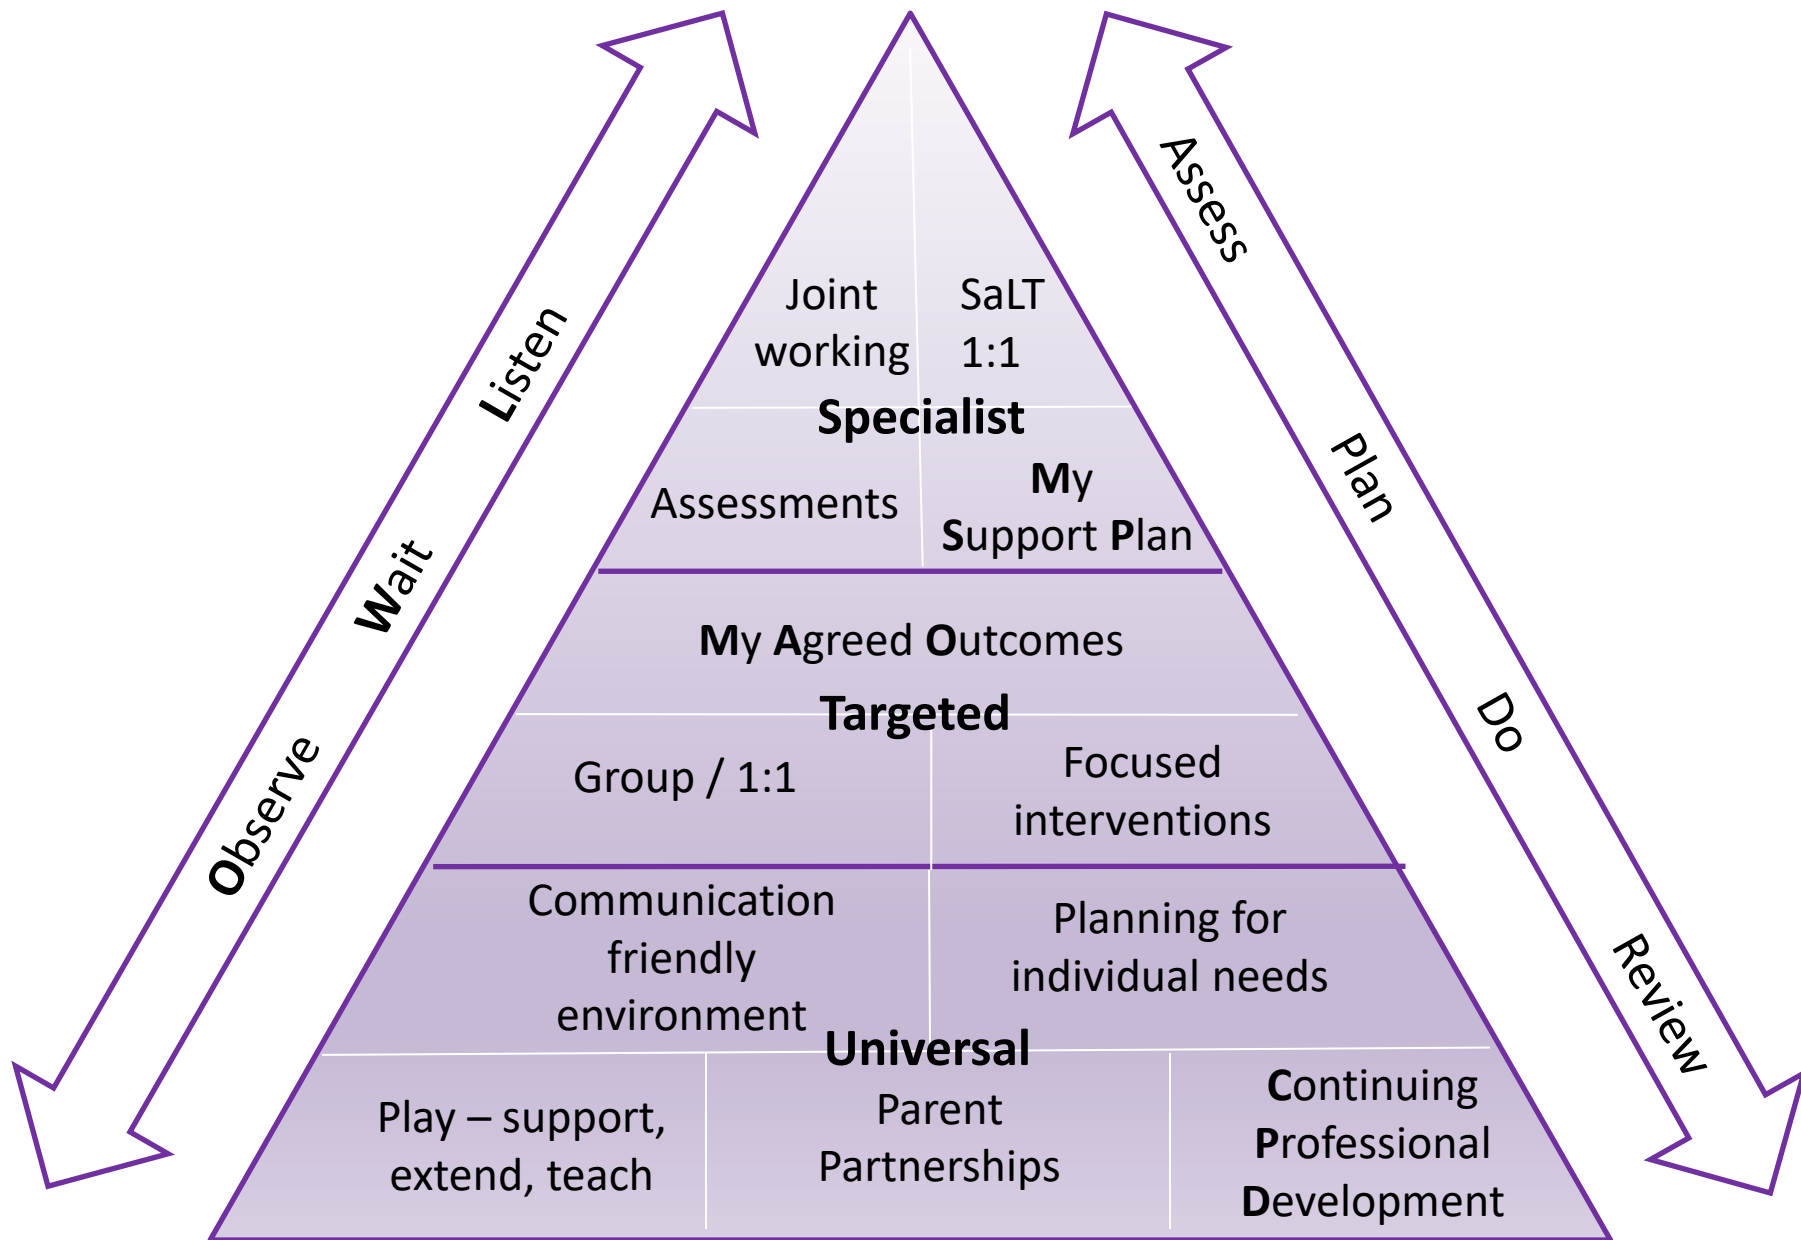 Listen
Wait
Observe
Assess
Plan
Do
Review
Joint
working
SaLT
1:1
Specialist
Assessments
My
Support Plan
My Agreed Outcomes
Targeted
Group / 1:1
Focused
interventions
Communication
friendly
environment
Planning for
individual needs
Universal
Play – support,
extend, teach
Parent
Partnerships
Continuing
Professional
Development